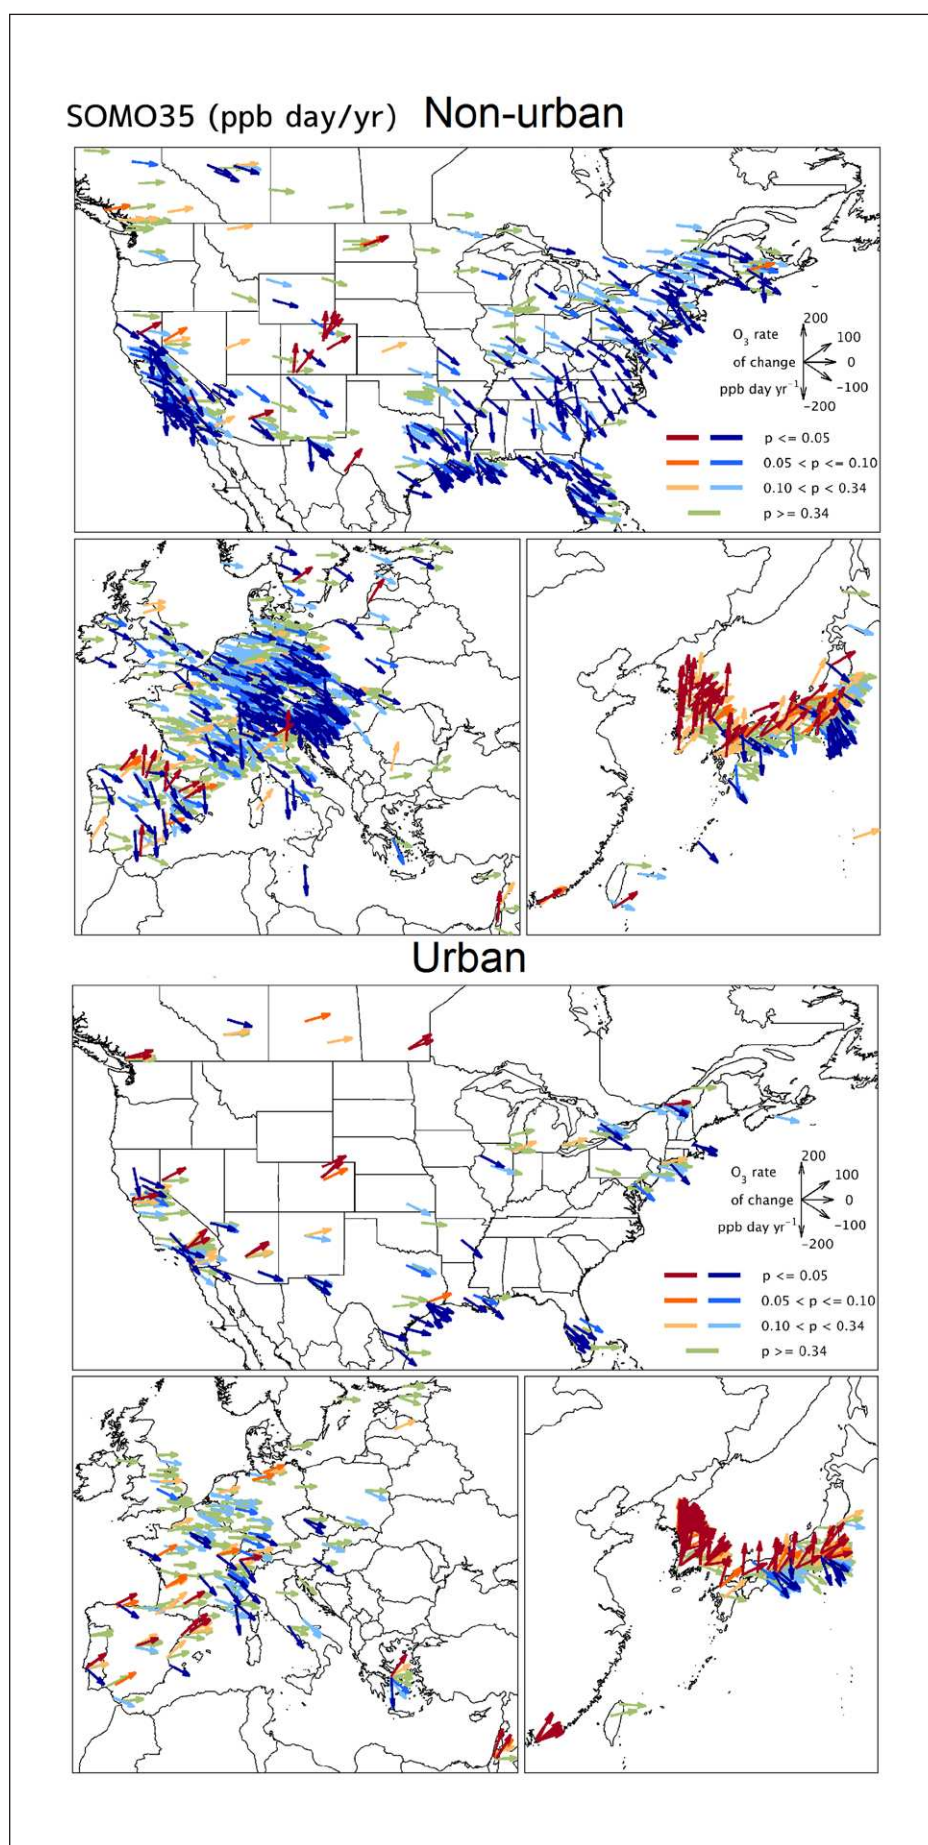 SOMO35 (ppb day/yr) Non-urban
200
O₃ rate 100
of change 0
ppb day yr⁻¹ -100
-200
p <= 0.05
0.05 < p <= 0.10
0.10 < p < 0.34
p >= 0.34
Urban
200
O₃ rate 100
of change 0
ppb day yr⁻¹ -100
-200
p <= 0.05
0.05 < p <= 0.10
0.10 < p < 0.34
p >= 0.34